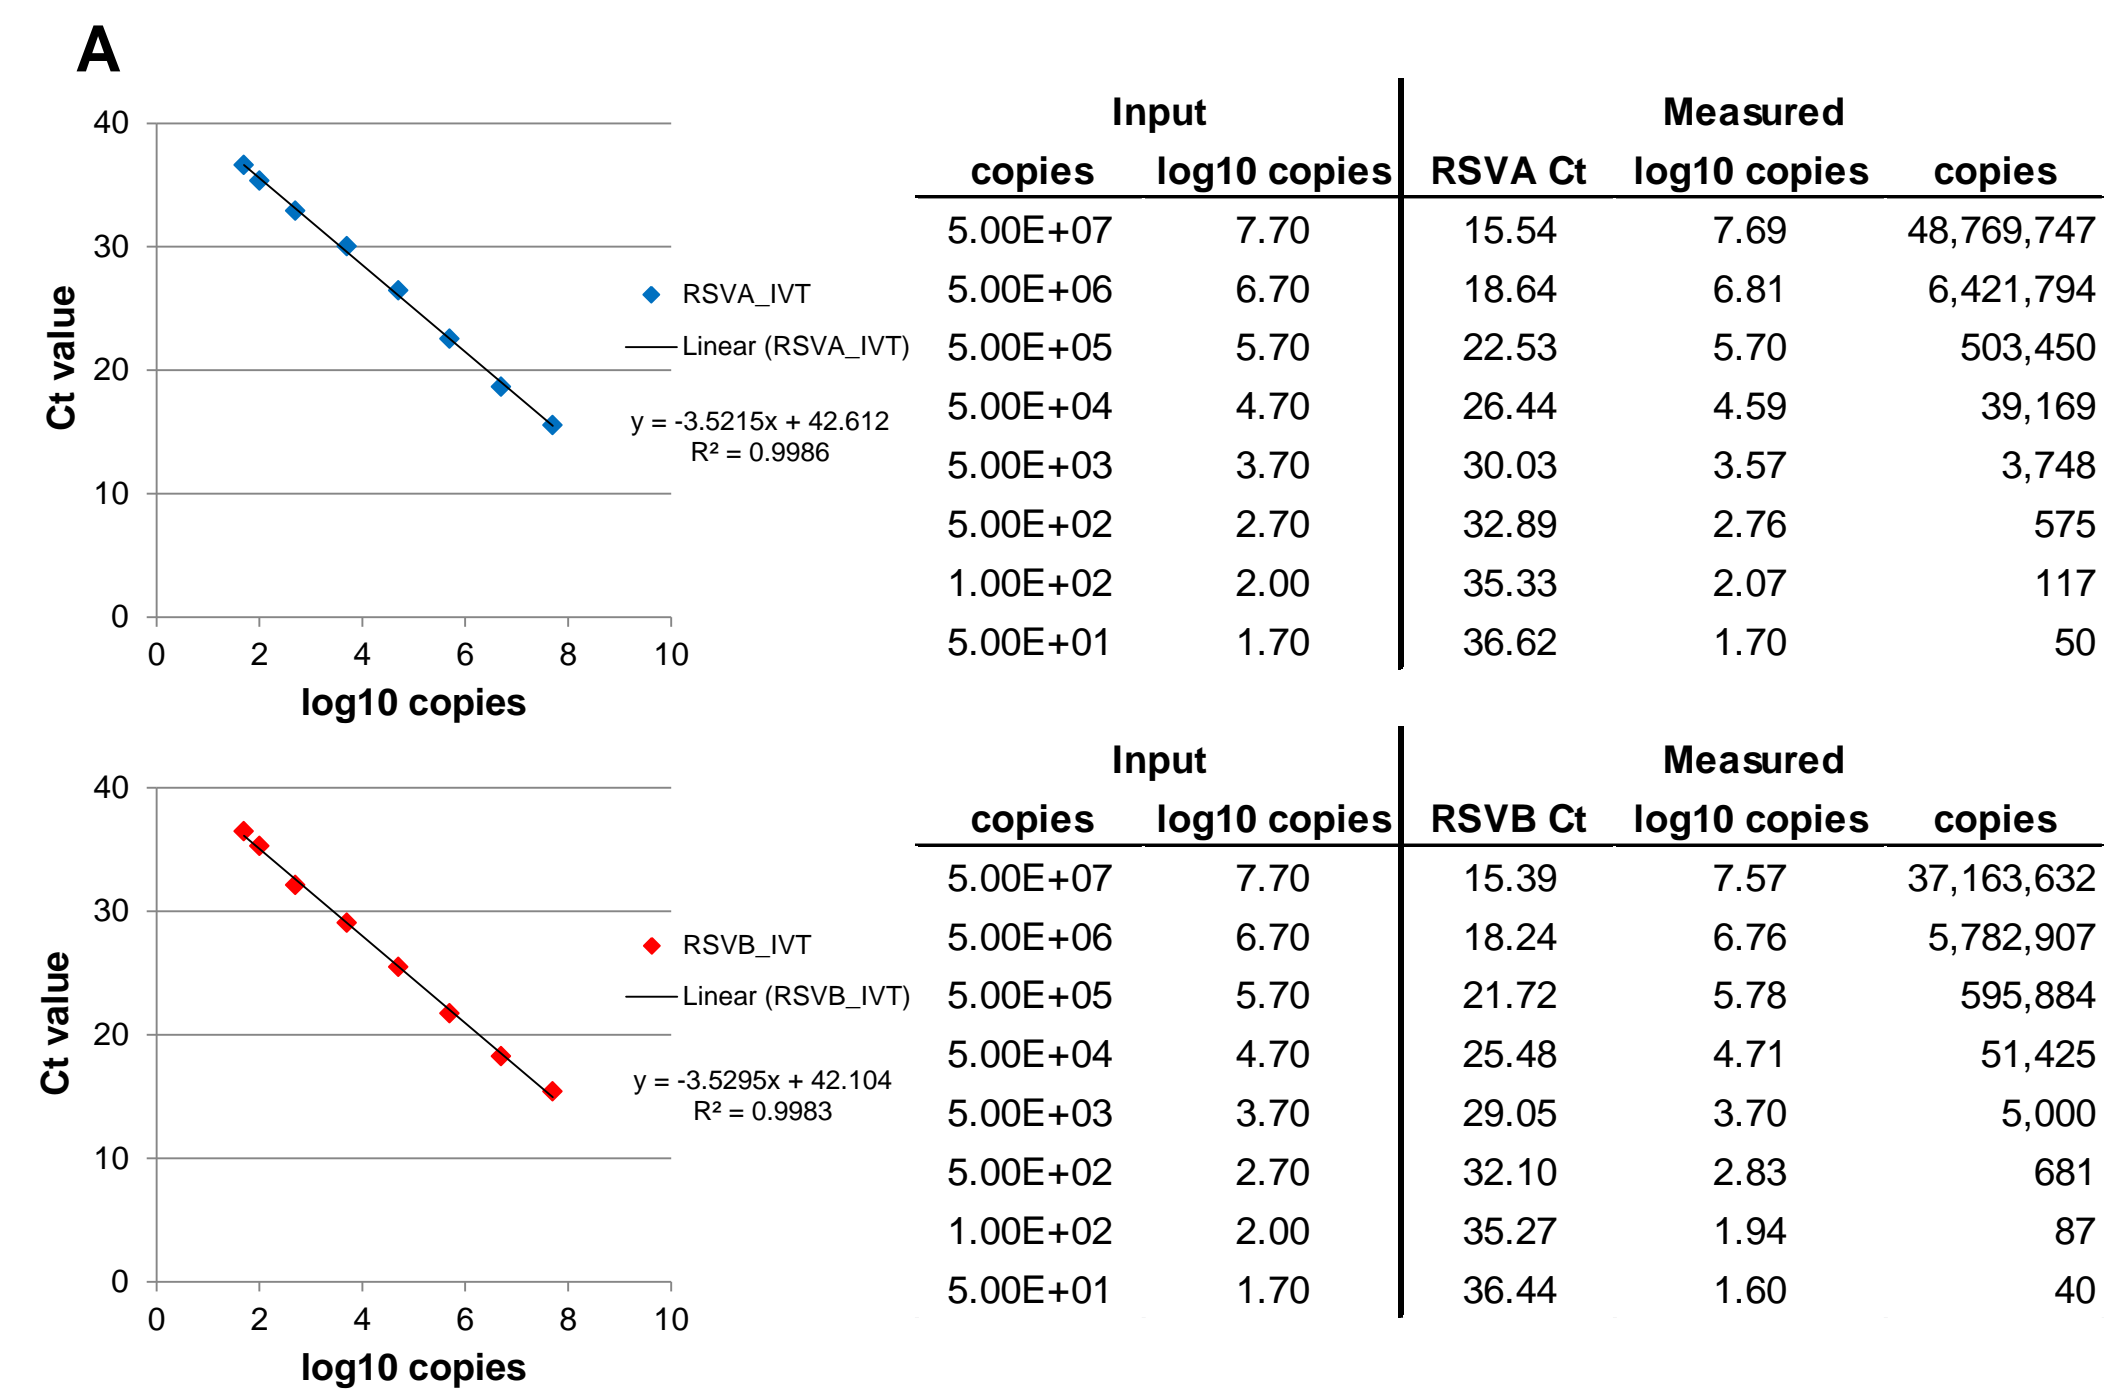 A
40
30
20
10
0
0 2 4 6 8 10
Ct value
log10 copies
RSVA_IVT
Linear (RSVA_IVT)
y = -3.5215x + 42.612
R² = 0.9986
Input Measured
copies log10 copies RSVA Ct log10 copies copies
5.00E+07 7.70 15.54 7.69 48,769,747
5.00E+06 6.70 18.64 6.81 6,421,794
5.00E+05 5.70 22.53 5.70 503,450
5.00E+04 4.70 26.44 4.59 39,169
5.00E+03 3.70 30.03 3.57 3,748
5.00E+02 2.70 32.89 2.76 575
1.00E+02 2.00 35.33 2.07 117
5.00E+01 1.70 36.62 1.70 50
40
30
20
10
0
0 2 4 6 8 10
Ct value
log10 copies
RSVB_IVT
Linear (RSVB_IVT)
y = -3.5295x + 42.104
R² = 0.9983
Input Measured
copies log10 copies RSVB Ct log10 copies copies
5.00E+07 7.70 15.39 7.57 37,163,632
5.00E+06 6.70 18.24 6.76 5,782,907
5.00E+05 5.70 21.72 5.78 595,884
5.00E+04 4.70 25.48 4.71 51,425
5.00E+03 3.70 29.05 3.70 5,000
5.00E+02 2.70 32.10 2.83 681
1.00E+02 2.00 35.27 1.94 87
5.00E+01 1.70 36.44 1.60 40